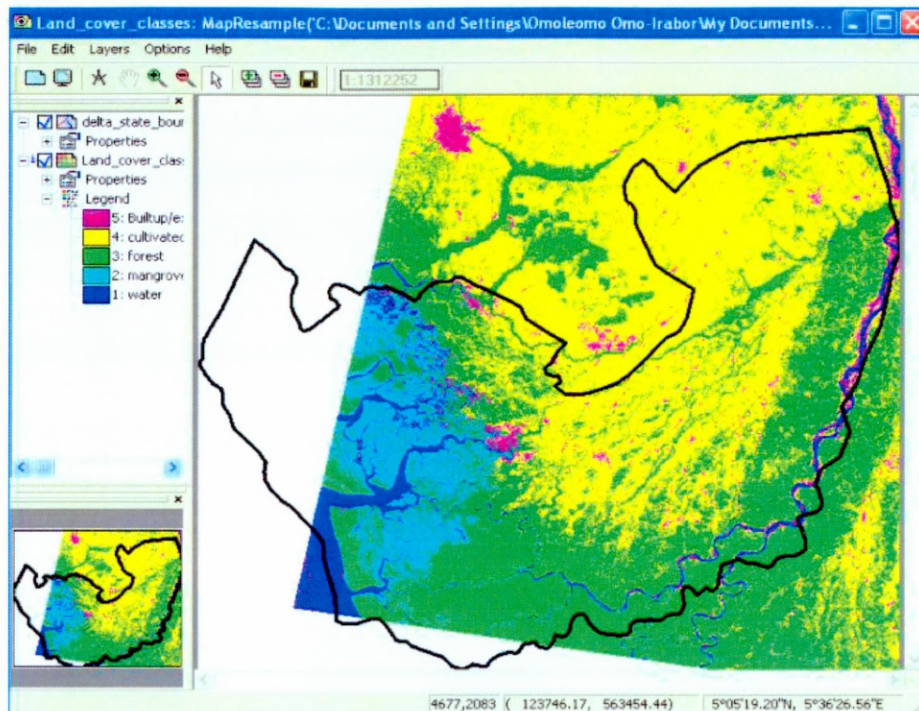 Land_cover_classes: MapResample('C:\Documents and Settings\Omoleomo Omo-Irabor\My Documents...
File Edit Layers Options Help
1:1312252
delta_state_bour
Properties
Land_cover_clas:
Properties
Legend
5: Builtup/e:
4: cultivatec
3: forest
2: mangrove
1: water
4677,2083 ( 123746.17, 563454.44) 5°05'19.20"N, 5°36'26.56"E